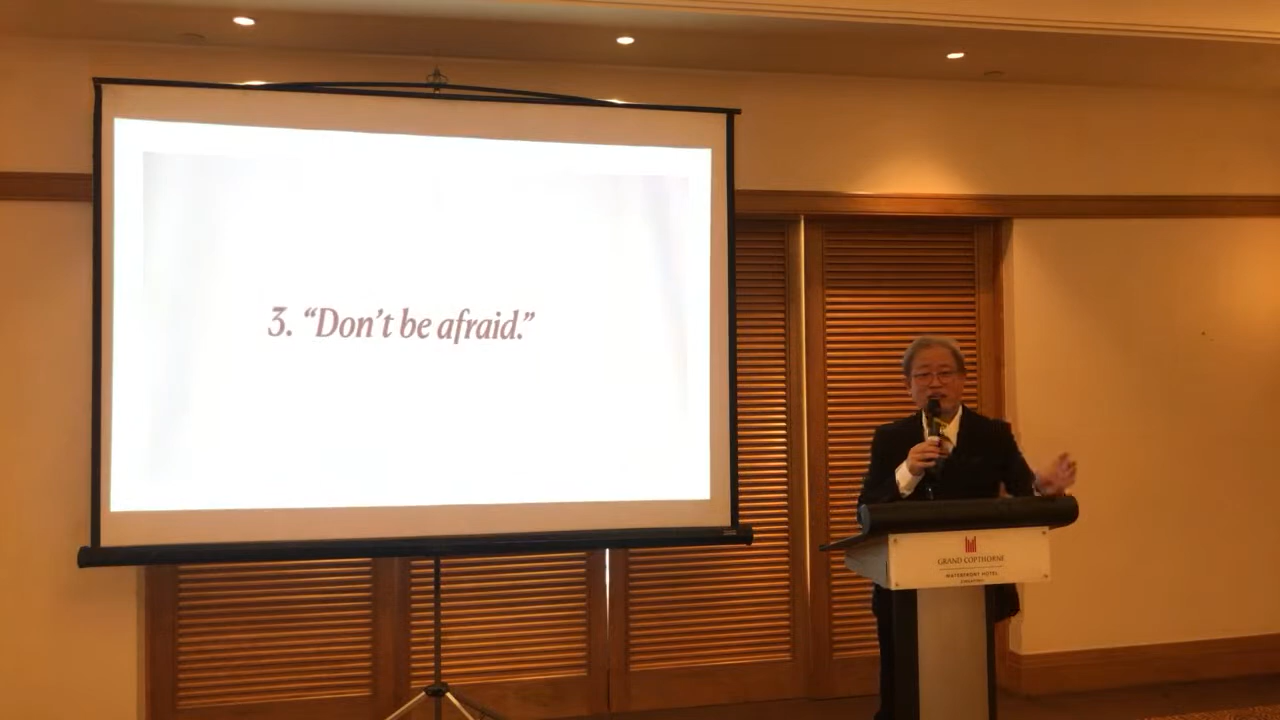 3. “Don’t be afraid.”
GRAND COPTHORNE
WATERFRONT HOTEL